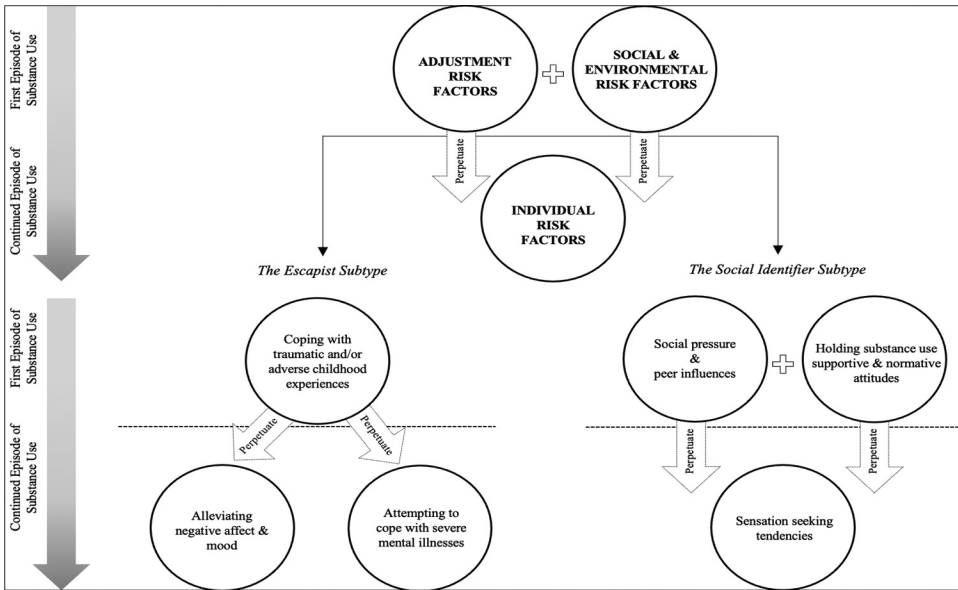 First Episode of
Substance Use
Continued Episode of
Substance Use
ADJUSTMENT
RISK
FACTORS
SOCIAL &
ENVIRONMENTAL
RISK FACTORS
Perpetuate
Perpetuate
INDIVIDUAL
RISK
FACTORS
The Escapist Subtype
The Social Identifier Subtype
First Episode of
Substance Use
Continued Episode of
Substance Use
Coping with
traumatic and/or
adverse childhood
experiences
Social pressure
&
peer influences
Holding substance use
supportive & normative
attitudes
Perpetuate
Perpetuate
Perpetuate
Perpetuate
Alleviating
negative affect &
mood
Attempting to
cope with severe
mental illnesses
Sensation seeking
tendencies